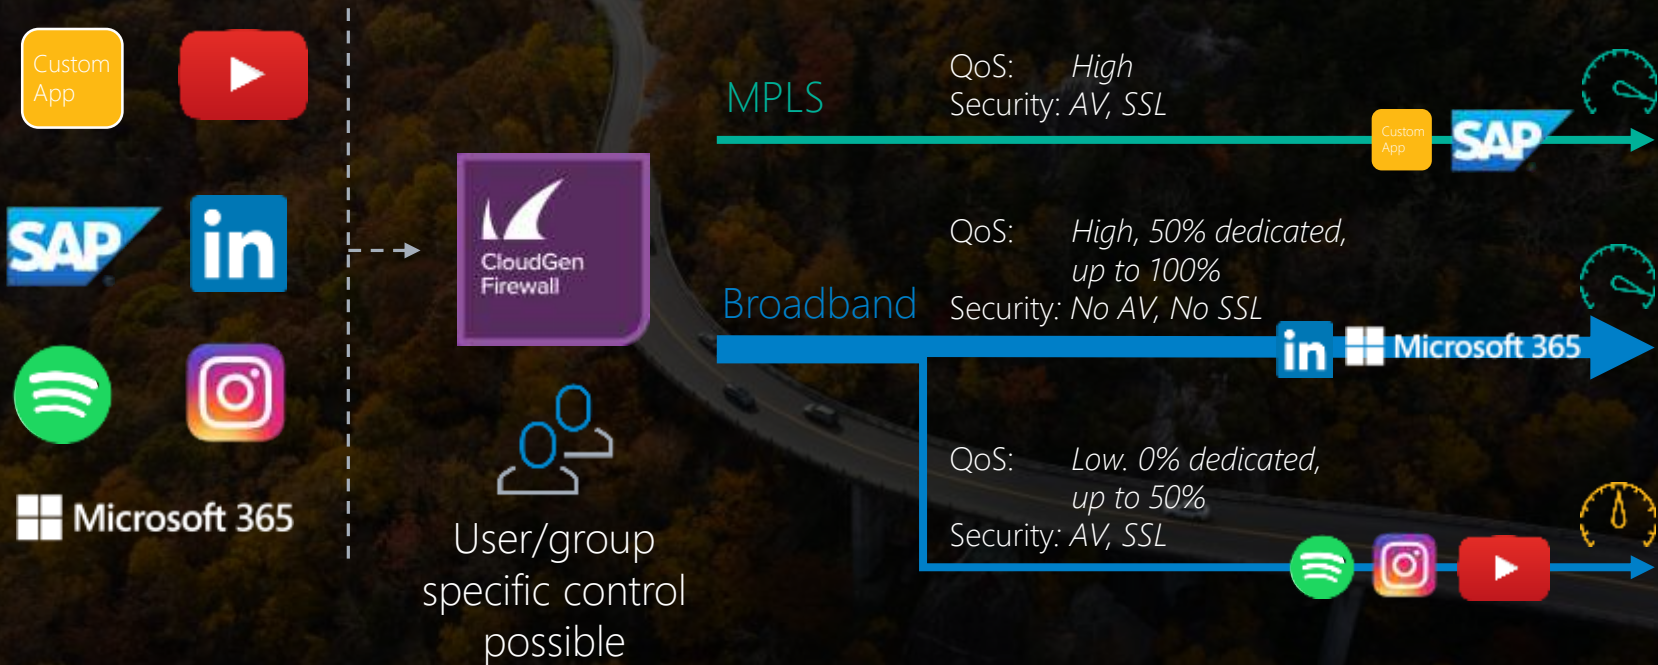 Custom
App
SAP
in
Microsoft 365
CloudGen
Firewall
User/group
specific control
possible
MPLS
QoS: High
Security: AV, SSL
Custom
App
SAP
Broadband
QoS: High, 50% dedicated,
up to 100%
Security: No AV, No SSL
in
Microsoft 365
QoS: Low. 0% dedicated,
up to 50%
Security: AV, SSL